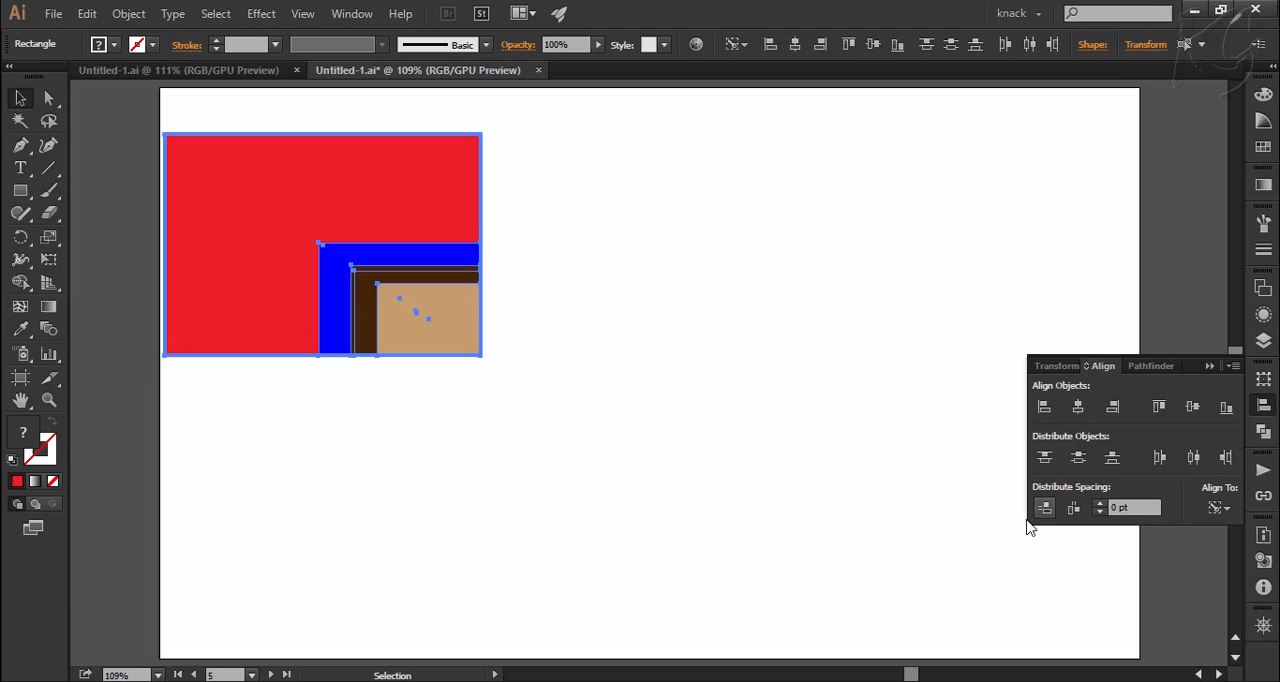 Ai File Edit Object Type Select Effect View Window Help Br St knack
Rectangle ? Stroke: Basic Opacity: 100% Style: Shape: Transform
Untitled-1.ai @ 111% (RGB/GPU Preview) × Untitled-1.ai* @ 109% (RGB/GPU Preview) ×
T
?
Transform Align Pathfinder
Align Objects:
Distribute Objects:
Distribute Spacing: Align To:
0 pt
109% 5 Selection